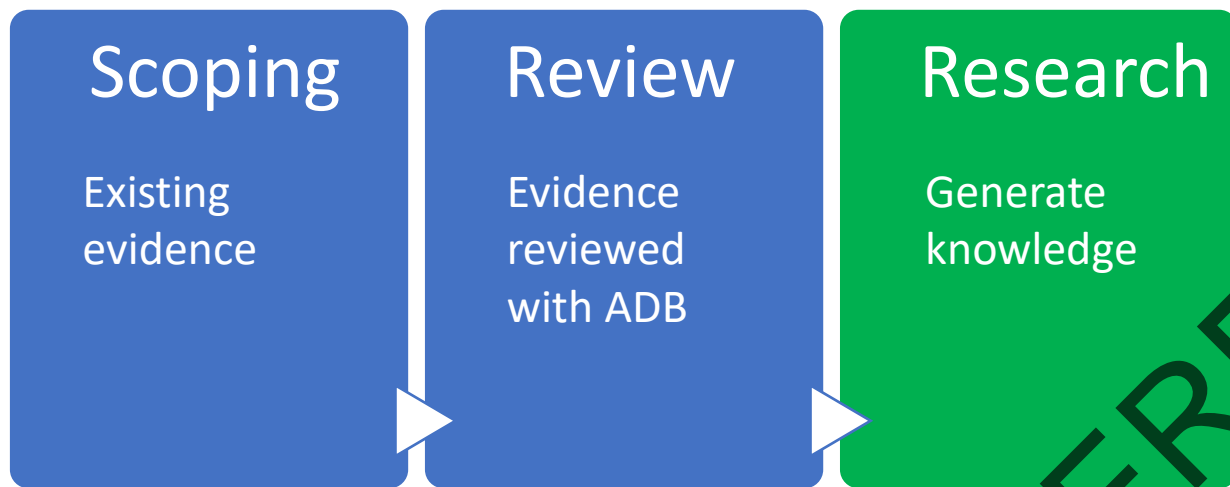 Scoping
Existing
evidence
Review
Evidence
reviewed
with ADB
Research
Generate
knowledge